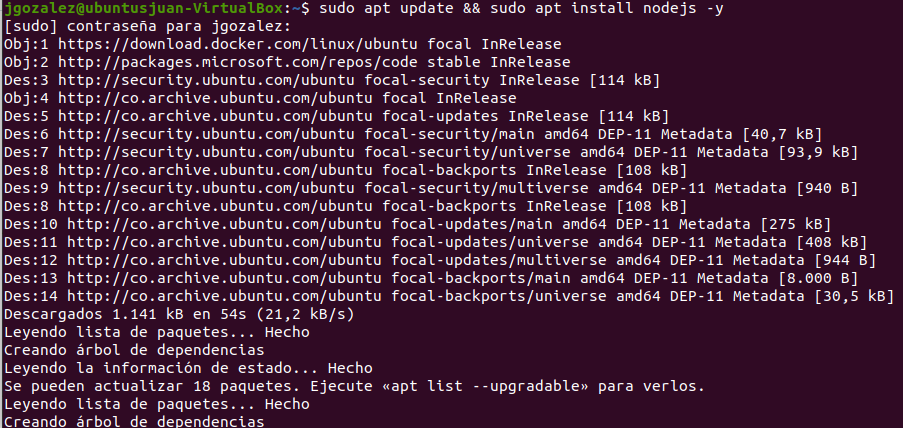 jgozalez@ubuntusjuan-VirtualBox:~$ sudo apt update && sudo apt install nodejs -y
[sudo] contraseña para jgozalez:
Obj:1 https://download.docker.com/linux/ubuntu focal InRelease
Obj:2 http://packages.microsoft.com/repos/code stable InRelease
Des:3 http://security.ubuntu.com/ubuntu focal-security InRelease [114 kB]
Obj:4 http://co.archive.ubuntu.com/ubuntu focal InRelease
Des:5 http://co.archive.ubuntu.com/ubuntu focal-updates InRelease [114 kB]
Des:6 http://security.ubuntu.com/ubuntu focal-security/main amd64 DEP-11 Metadata [40,7 kB]
Des:7 http://security.ubuntu.com/ubuntu focal-security/universe amd64 DEP-11 Metadata [93,9 kB]
Des:8 http://co.archive.ubuntu.com/ubuntu focal-backports InRelease [108 kB]
Des:9 http://security.ubuntu.com/ubuntu focal-security/multiverse amd64 DEP-11 Metadata [940 B]
Des:8 http://co.archive.ubuntu.com/ubuntu focal-backports InRelease [108 kB]
Des:10 http://co.archive.ubuntu.com/ubuntu focal-updates/main amd64 DEP-11 Metadata [275 kB]
Des:11 http://co.archive.ubuntu.com/ubuntu focal-updates/universe amd64 DEP-11 Metadata [408 kB]
Des:12 http://co.archive.ubuntu.com/ubuntu focal-updates/multiverse amd64 DEP-11 Metadata [944 B]
Des:13 http://co.archive.ubuntu.com/ubuntu focal-backports/main amd64 DEP-11 Metadata [8.000 B]
Des:14 http://co.archive.ubuntu.com/ubuntu focal-backports/universe amd64 DEP-11 Metadata [30,5 kB]
Descargados 1.141 kB en 54s (21,2 kB/s)
Leyendo lista de paquetes... Hecho
Creando árbol de dependencias
Leyendo la información de estado... Hecho
Se pueden actualizar 18 paquetes. Ejecute «apt list --upgradable» para verlos.
Leyendo lista de paquetes... Hecho
Creando árbol de dependencias